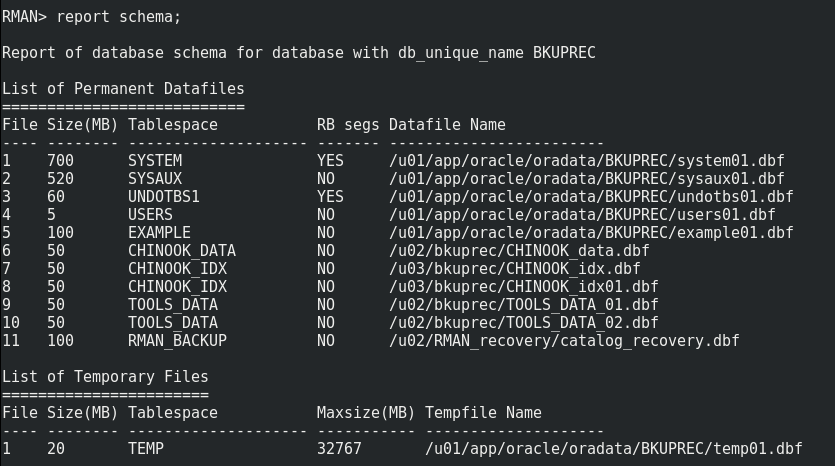 RMAN> report schema;
Report of database schema for database with db_unique_name BKUPREC
List of Permanent Datafiles
===========================
File Size(MB) Tablespace           RB segs Datafile Name
---- -------- -------------------- ------- ------------------------
1    700      SYSTEM               YES     /u01/app/oracle/oradata/BKUPREC/system01.dbf
2    520      SYSAUX               NO      /u01/app/oracle/oradata/BKUPREC/sysaux01.dbf
3    60       UNDOTBS1             YES     /u01/app/oracle/oradata/BKUPREC/undotbs01.dbf
4    5        USERS                NO      /u01/app/oracle/oradata/BKUPREC/users01.dbf
5    100      EXAMPLE              NO      /u01/app/oracle/oradata/BKUPREC/example01.dbf
6    50       CHINOOK_DATA         NO      /u02/bkuprec/CHINOOK_data.dbf
7    50       CHINOOK_IDX          NO      /u03/bkuprec/CHINOOK_idx.dbf
8    50       CHINOOK_IDX          NO      /u03/bkuprec/CHINOOK_idx01.dbf
9    50       TOOLS_DATA           NO      /u02/bkuprec/TOOLS_DATA_01.dbf
10   50       TOOLS_DATA           NO      /u02/bkuprec/TOOLS_DATA_02.dbf
11   100      RMAN_BACKUP          NO      /u02/RMAN_recovery/catalog_recovery.dbf
List of Temporary Files
=======================
File Size(MB) Tablespace           Maxsize(MB) Tempfile Name
---- -------- -------------------- ----------- --------------------
1    20       TEMP                 32767       /u01/app/oracle/oradata/BKUPREC/temp01.dbf